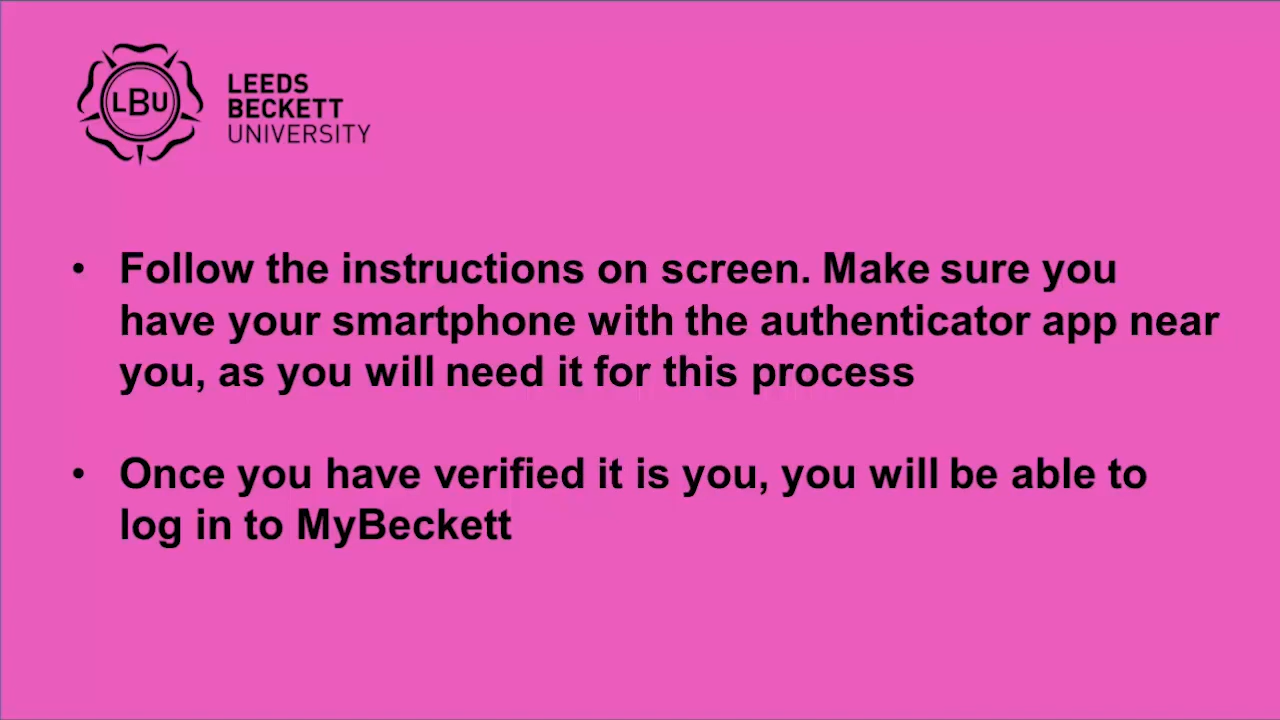 LBU
LEEDS
BECKETT
UNIVERSITY
• Follow the instructions on screen. Make sure you
have your smartphone with the authenticator app near
you, as you will need it for this process
• Once you have verified it is you, you will be able to
log in to MyBeckett